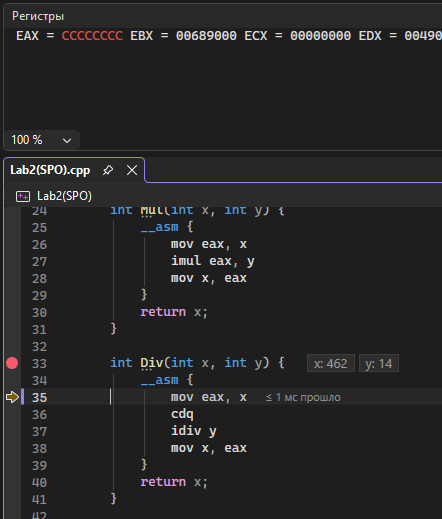 Регистры
EAX = CCCCCCCC EBX = 00689000 ECX = 00000000 EDX = 00490
100 %
Lab2(SPO).cpp
Lab2(SPO)
24 int Mul(int x, int y) {
25 __asm {
26 mov eax, x
27 imul eax, y
28 mov x, eax
29 }
30 return x;
31 }
32
33 int Div(int x, int y) { x: 462 y: 14
34 __asm {
35 mov eax, x ≤ 1 мс прошло
36 cdq
37 idiv y
38 mov x, eax
39 }
40 return x;
41 }
42